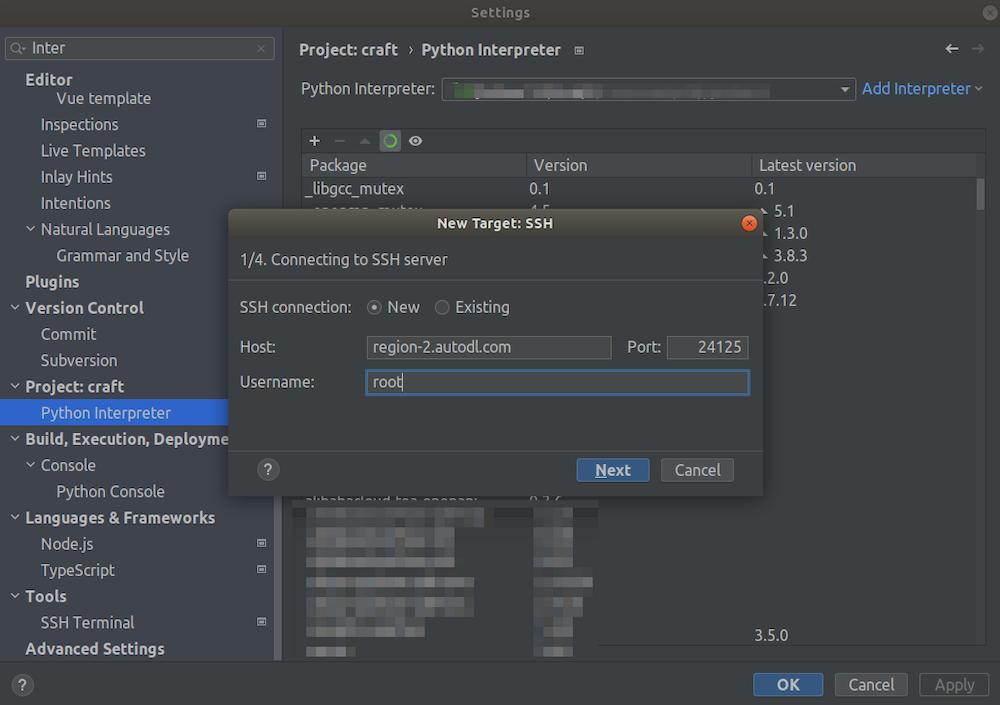 Settings
Inter
Project: craft › Python Interpreter
Python Interpreter:
Add Interpreter
Editor
Vue template
Inspections
Live Templates
Inlay Hints
Intentions
Natural Languages
Grammar and Style
Plugins
Version Control
Commit
Subversion
Project: craft
Python Interpreter
Build, Execution, Deployme
Console
Python Console
Languages & Frameworks
Node.js
TypeScript
Tools
SSH Terminal
Advanced Settings
Package Version Latest version
_libgcc_mutex 0.1 0.1
5.1
1.3.0
3.8.3
.2.0
.7.12
New Target: SSH
1/4. Connecting to SSH server
SSH connection: New Existing
Host: region-2.autodl.com Port: 24125
Username: root
? Next Cancel
3.5.0
? OK Cancel Apply